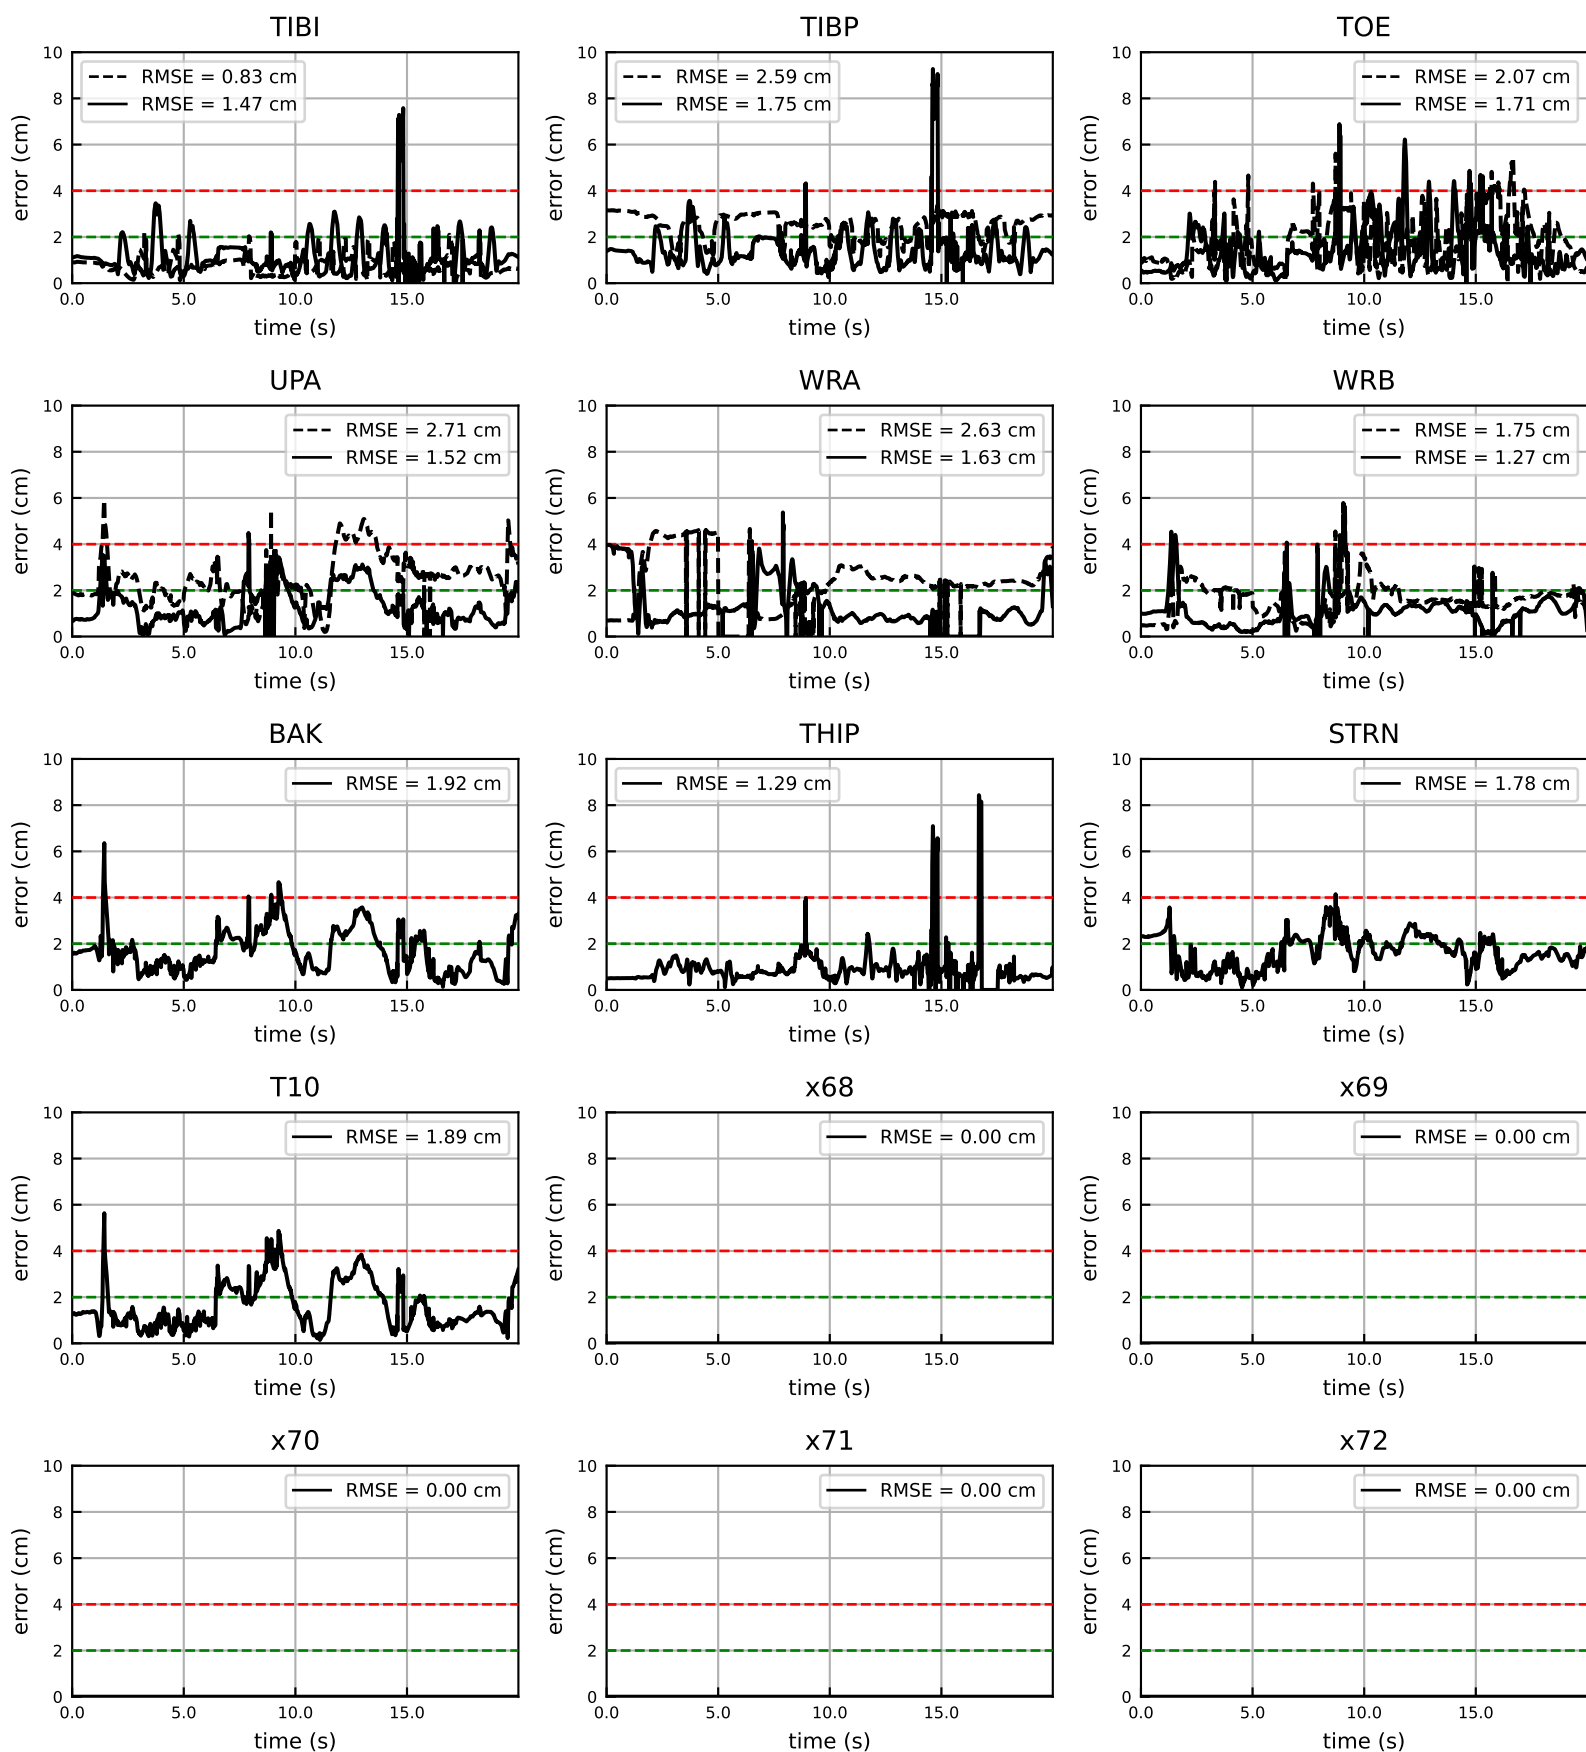 TIBI
TIBP
TOE
10
8
6
4
2
0
error (cm)
RMSE = 0.83 cm
RMSE = 1.47 cm
0.0
5.0
10.0
15.0
time (s)
10
8
6
4
2
0
error (cm)
RMSE = 2.59 cm
RMSE = 1.75 cm
0.0
5.0
10.0
15.0
time (s)
10
8
6
4
2
0
error (cm)
RMSE = 2.07 cm
RMSE = 1.71 cm
0.0
5.0
10.0
15.0
time (s)
UPA
WRA
WRB
10
8
6
4
2
0
error (cm)
RMSE = 2.71 cm
RMSE = 1.52 cm
0.0
5.0
10.0
15.0
time (s)
10
8
6
4
2
0
error (cm)
RMSE = 2.63 cm
RMSE = 1.63 cm
0.0
5.0
10.0
15.0
time (s)
10
8
6
4
2
0
error (cm)
RMSE = 1.75 cm
RMSE = 1.27 cm
0.0
5.0
10.0
15.0
time (s)
BAK
THIP
STRN
10
8
6
4
2
0
error (cm)
RMSE = 1.92 cm
0.0
5.0
10.0
15.0
time (s)
10
8
6
4
2
0
error (cm)
RMSE = 1.29 cm
0.0
5.0
10.0
15.0
time (s)
10
8
6
4
2
0
error (cm)
RMSE = 1.78 cm
0.0
5.0
10.0
15.0
time (s)
T10
x68
x69
10
8
6
4
2
0
error (cm)
RMSE = 1.89 cm
0.0
5.0
10.0
15.0
time (s)
10
8
6
4
2
0
error (cm)
RMSE = 0.00 cm
0.0
5.0
10.0
15.0
time (s)
10
8
6
4
2
0
error (cm)
RMSE = 0.00 cm
0.0
5.0
10.0
15.0
time (s)
x70
x71
x72
10
8
6
4
2
0
error (cm)
RMSE = 0.00 cm
0.0
5.0
10.0
15.0
time (s)
10
8
6
4
2
0
error (cm)
RMSE = 0.00 cm
0.0
5.0
10.0
15.0
time (s)
10
8
6
4
2
0
error (cm)
RMSE = 0.00 cm
0.0
5.0
10.0
15.0
time (s)